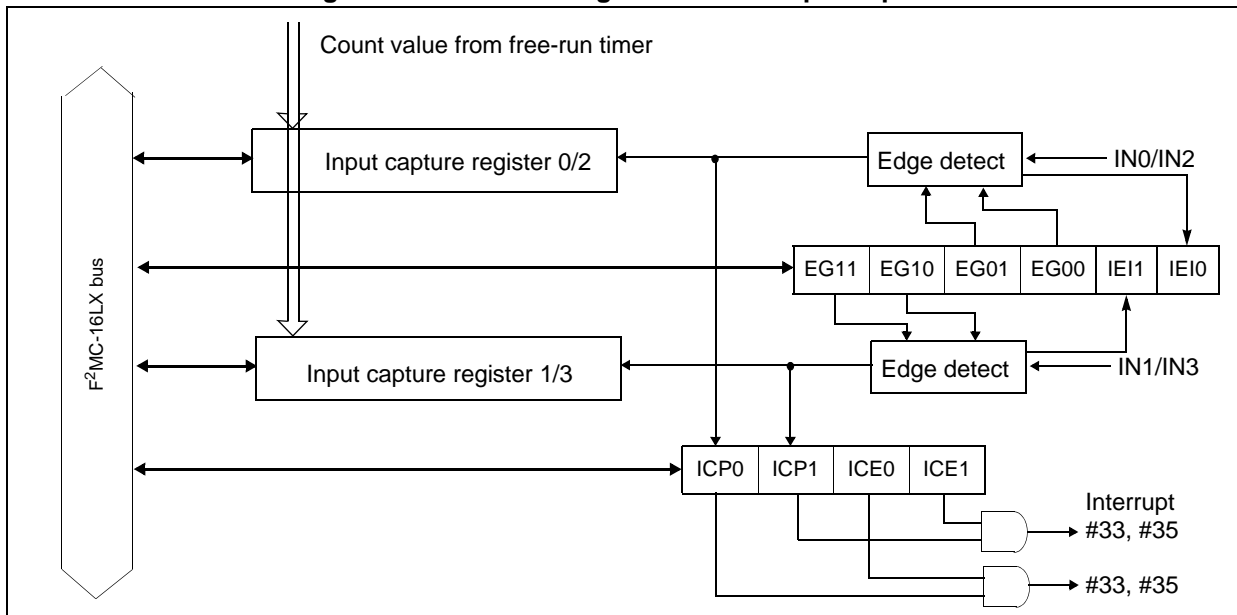 Count value from free-run timer
Input capture register 0/2
Edge detect
IN0/IN2
EG11 EG10 EG01 EG00 IEI1 IEI0
F²MC-16LX bus
Input capture register 1/3
Edge detect
IN1/IN3
ICP0 ICP1 ICE0 ICE1
Interrupt
#33, #35
#33, #35